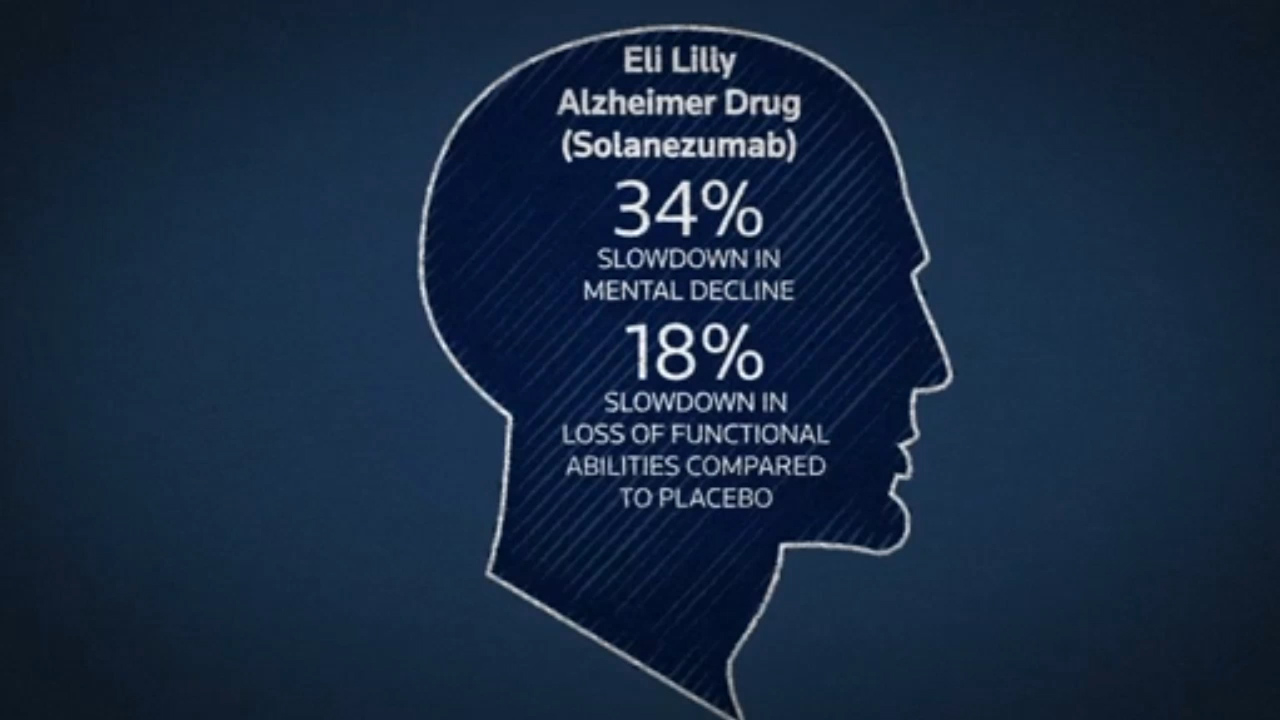 Eli Lilly
Alzheimer Drug
(Solanezumab)
34%
SLOWDOWN IN
MENTAL DECLINE
18%
SLOWDOWN IN
LOSS OF FUNCTIONAL
ABILITIES COMPARED
TO PLACEBO